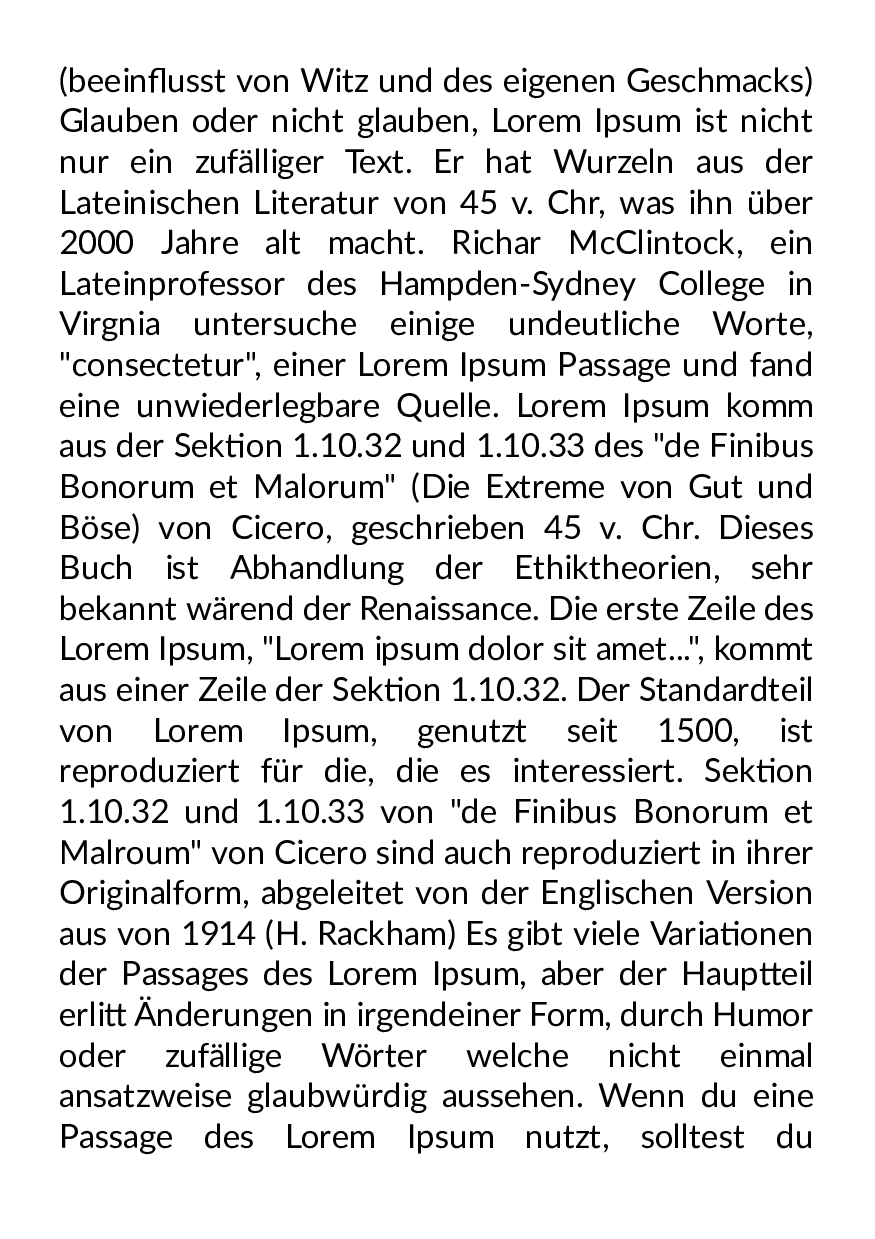 (beeinflusst von Witz und des eigenen Geschmacks)
Glauben oder nicht glauben, Lorem Ipsum ist nicht
nur ein zufälliger Text. Er hat Wurzeln aus der
Lateinischen Literatur von 45 v. Chr, was ihn über
2000 Jahre alt macht. Richar McClintock, ein
Lateinprofessor des Hampden-Sydney College in
Virgnia untersuche einige undeutliche Worte,
"consectetur", einer Lorem Ipsum Passage und fand
eine unwiederlegbare Quelle. Lorem Ipsum komm
aus der Sektion 1.10.32 und 1.10.33 des "de Finibus
Bonorum et Malorum" (Die Extreme von Gut und
Böse) von Cicero, geschrieben 45 v. Chr. Dieses
Buch ist Abhandlung der Ethiktheorien, sehr
bekannt wärend der Renaissance. Die erste Zeile des
Lorem Ipsum, "Lorem ipsum dolor sit amet...", kommt
aus einer Zeile der Sektion 1.10.32. Der Standardteil
von Lorem Ipsum, genutzt seit 1500, ist
reproduziert für die, die es interessiert. Sektion
1.10.32 und 1.10.33 von "de Finibus Bonorum et
Malroum" von Cicero sind auch reproduziert in ihrer
Originalform, abgeleitet von der Englischen Version
aus von 1914 (H. Rackham) Es gibt viele Variationen
der Passages des Lorem Ipsum, aber der Hauptteil
erlitt Änderungen in irgendeiner Form, durch Humor
oder zufällige Wörter welche nicht einmal
ansatzweise glaubwürdig aussehen. Wenn du eine
Passage des Lorem Ipsum nutzt, solltest du